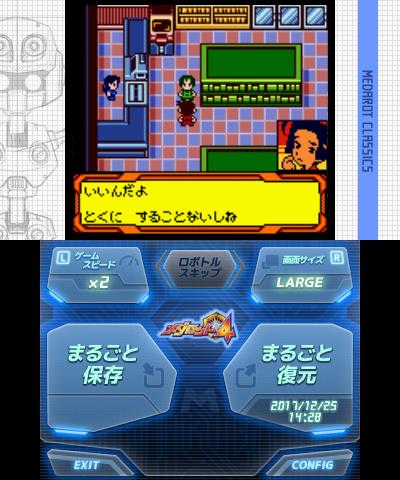 MEDAROT CLASSICS
いいんだよ
とくに　することないしね
L ゲーム
スピード
×2
ロボトル
スキップ
画面サイズ R
LARGE
メダロット4
まるごと
保存
まるごと
復元
2017/12/25
14:28
EXIT
CONFIG